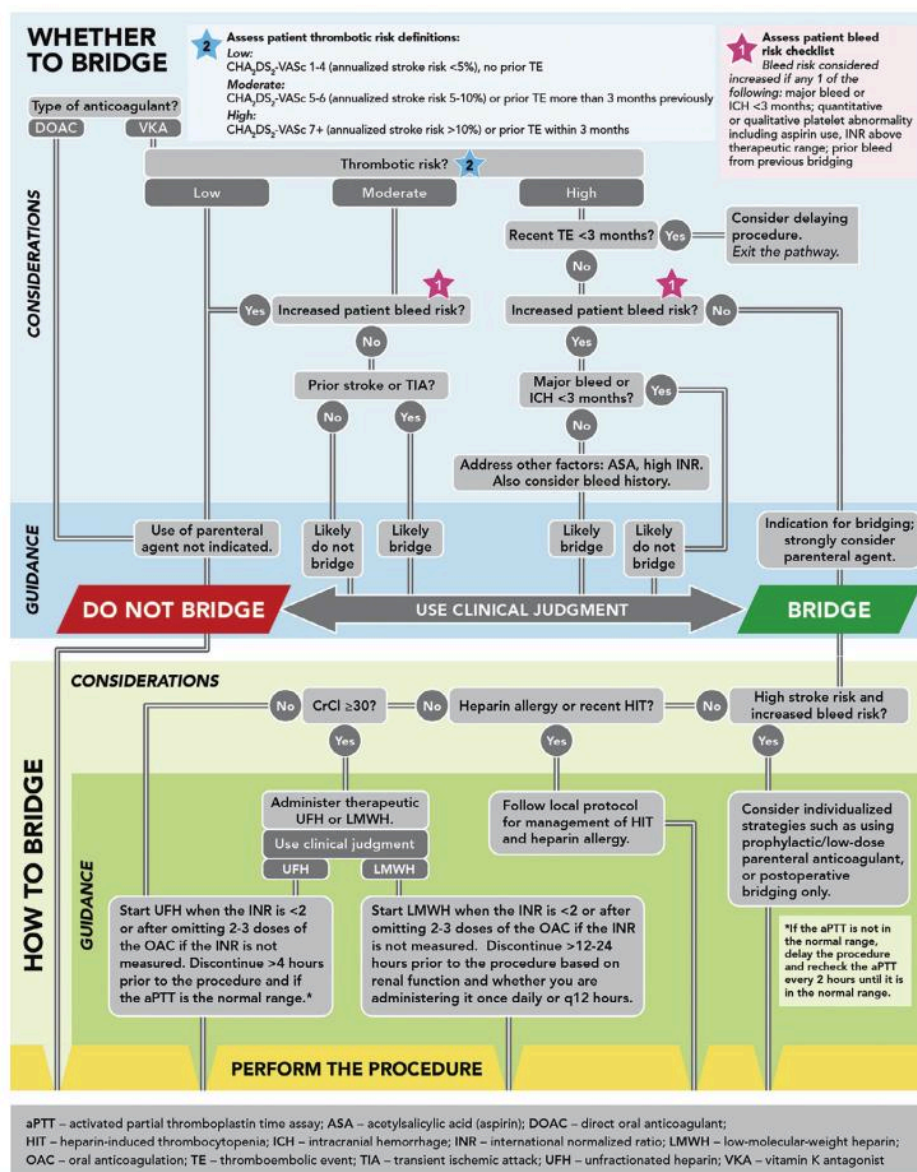 WHETHER
TO BRIDGE
2
Assess patient thrombotic risk definitions:
Low:
CHA2DS2-VASc 1-4 (annualized stroke risk <5%), no prior TE
Moderate:
CHA2DS2-VASc 5-6 (annualized stroke risk 5-10%) or prior TE more than 3 months previously
High:
CHA2DS2-VASc 7+ (annualized stroke risk >10%) or prior TE within 3 months
1
Assess patient bleed
risk checklist
Bleed risk considered
increased if any 1 of the
following: major bleed or
ICH <3 months; quantitative
or qualitative platelet abnormality
including aspirin use, INR above
therapeutic range; prior bleed
from previous bridging
Type of anticoagulant?
DOAC
VKA
CONSIDERATIONS
Thrombotic risk?
2
Low
Moderate
High
Recent TE <3 months?
Yes
Consider delaying
procedure.
Exit the pathway.
No
1
1
Yes
Increased patient bleed risk?
Increased patient bleed risk?
No
No
Yes
Prior stroke or TIA?
Major bleed or
ICH <3 months?
Yes
No
Yes
No
Address other factors: ASA, high INR.
Also consider bleed history.
GUIDANCE
Use of parenteral
agent not indicated.
Likely
do not
bridge
Likely
bridge
Likely
bridge
Likely
do not
bridge
Indication for bridging;
strongly consider
parenteral agent.
DO NOT BRIDGE
USE CLINICAL JUDGMENT
BRIDGE
HOW TO BRIDGE
CONSIDERATIONS
No
CrCl ≥30?
No
Heparin allergy or recent HIT?
No
High stroke risk and
increased bleed risk?
Yes
Yes
Yes
GUIDANCE
Administer therapeutic
UFH or LMWH.
Use clinical judgment
UFH
LMWH
Follow local protocol
for management of HIT
and heparin allergy.
Consider individualized
strategies such as using
prophylactic/low-dose
parenteral anticoagulant,
or postoperative
bridging only.
Start UFH when the INR is <2
or after omitting 2-3 doses of
the OAC if the INR is not
measured. Discontinue >4 hours
prior to the procedure and if
the aPTT is the normal range.*
Start LMWH when the INR is <2 or after
omitting 2-3 doses of the OAC if the INR
is not measured. Discontinue >12-24
hours prior to the procedure based on
renal function and whether you are
administering it once daily or q12 hours.
*If the aPTT is not in
the normal range,
delay the procedure
and recheck the aPTT
every 2 hours until it is
in the normal range.
PERFORM THE PROCEDURE
aPTT – activated partial thromboplastin time assay; ASA – acetylsalicylic acid (aspirin); DOAC – direct oral anticoagulant;
HIT – heparin-induced thrombocytopenia; ICH – intracranial hemorrhage; INR – international normalized ratio; LMWH – low-molecular-weight heparin;
OAC – oral anticoagulation; TE – thromboembolic event; TIA – transient ischemic attack; UFH – unfractionated heparin; VKA – vitamin K antagonist